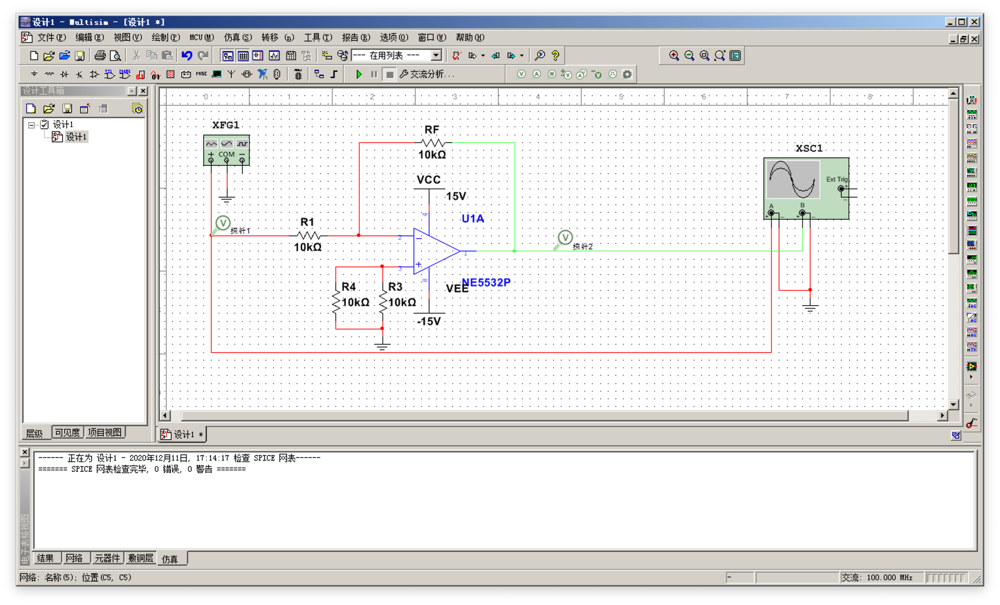 设计1 - Multisim - [设计1 *]
文件(F) 编辑(E) 视图(V) 绘制(P) MCU(M) 仿真(S) 转移 (n) 工具(T) 报告(R) 选项(O) 窗口(W) 帮助(H)
--- 在用列表 ---
MISC 交流分析...
设计工具箱
设计1
设计1
层级 可见度 项目视图
0 1 2 3 4 5 6 7 8
XFG1
+ COM -
RF
10kΩ
VCC
15V
XSC1
Ext Trig
+
-
A B
+ - + -
探针1
R1
10kΩ
4
U1A
2
3
1
8
探针2
NE5532P
VEE
-15V
R4
10kΩ
R3
10kΩ
设计1 *
------ 正在为 设计1 - 2020年12月11日, 17:14:17 检查 SPICE 网表------
======= SPICE 网表检查完毕, 0 错误, 0 警告 =======
电子表格视图
结果 网络 元器件 敷铜层 仿真
网络: 名称(5); 位置(C5, C5)
- 交流: 100.000 MHz